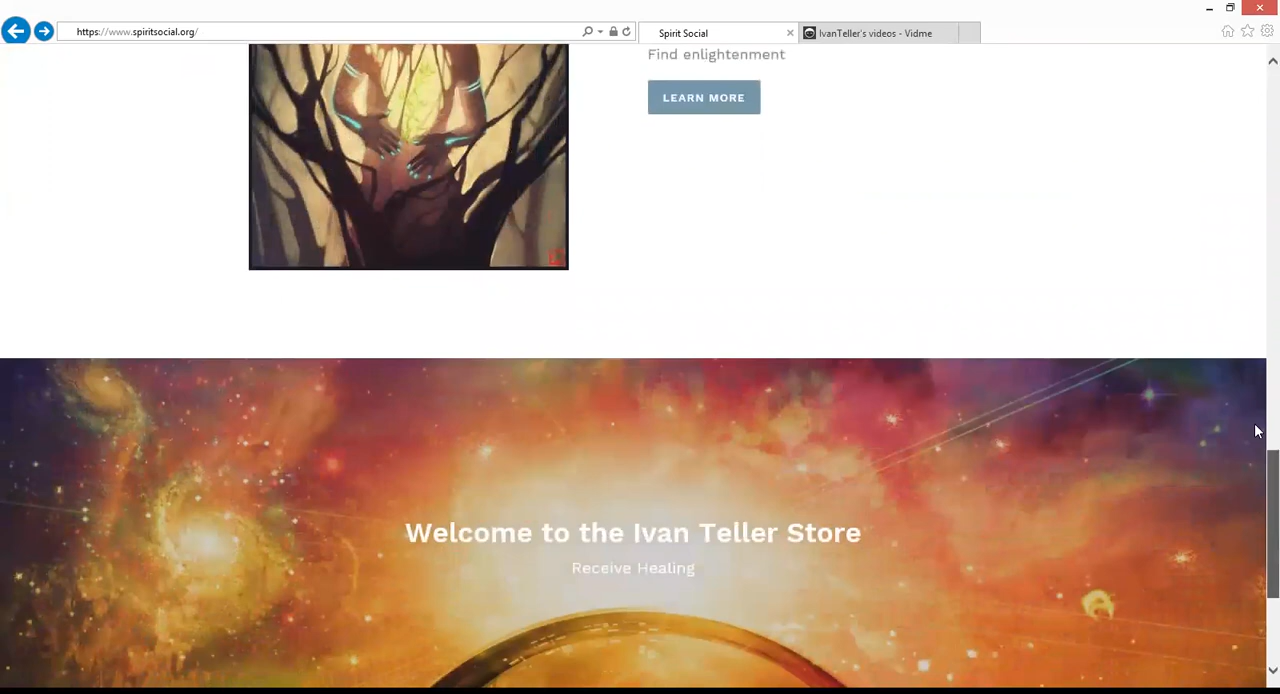 https://www.spiritsocial.org/
Spirit Social
IvanTeller's videos - Vidme
Find enlightenment
LEARN MORE
Welcome to the Ivan Teller Store
Receive Healing